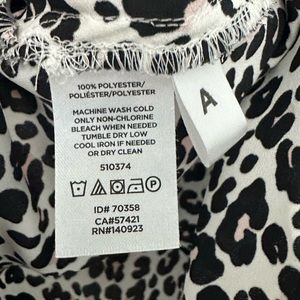 100% POLYESTER/
POLIÉSTER/POLYESTER
MACHINE WASH COLD
ONLY NON-CHLORINE
BLEACH WHEN NEEDED
TUMBLE DRY LOW
COOL IRON IF NEEDED
OR DRY CLEAN
510374
ID# 70358
CA#57421
RN#140923
A